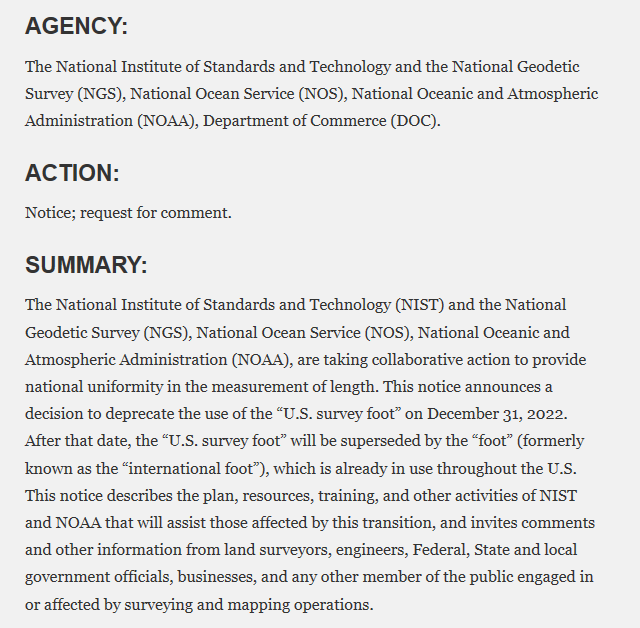 AGENCY:
The National Institute of Standards and Technology and the National Geodetic
Survey (NGS), National Ocean Service (NOS), National Oceanic and Atmospheric
Administration (NOAA), Department of Commerce (DOC).
ACTION:
Notice; request for comment.
SUMMARY:
The National Institute of Standards and Technology (NIST) and the National
Geodetic Survey (NGS), National Ocean Service (NOS), National Oceanic and
Atmospheric Administration (NOAA), are taking collaborative action to provide
national uniformity in the measurement of length. This notice announces a
decision to deprecate the use of the “U.S. survey foot” on December 31, 2022.
After that date, the “U.S. survey foot” will be superseded by the “foot” (formerly
known as the “international foot”), which is already in use throughout the U.S.
This notice describes the plan, resources, training, and other activities of NIST
and NOAA that will assist those affected by this transition, and invites comments
and other information from land surveyors, engineers, Federal, State and local
government officials, businesses, and any other member of the public engaged in
or affected by surveying and mapping operations.